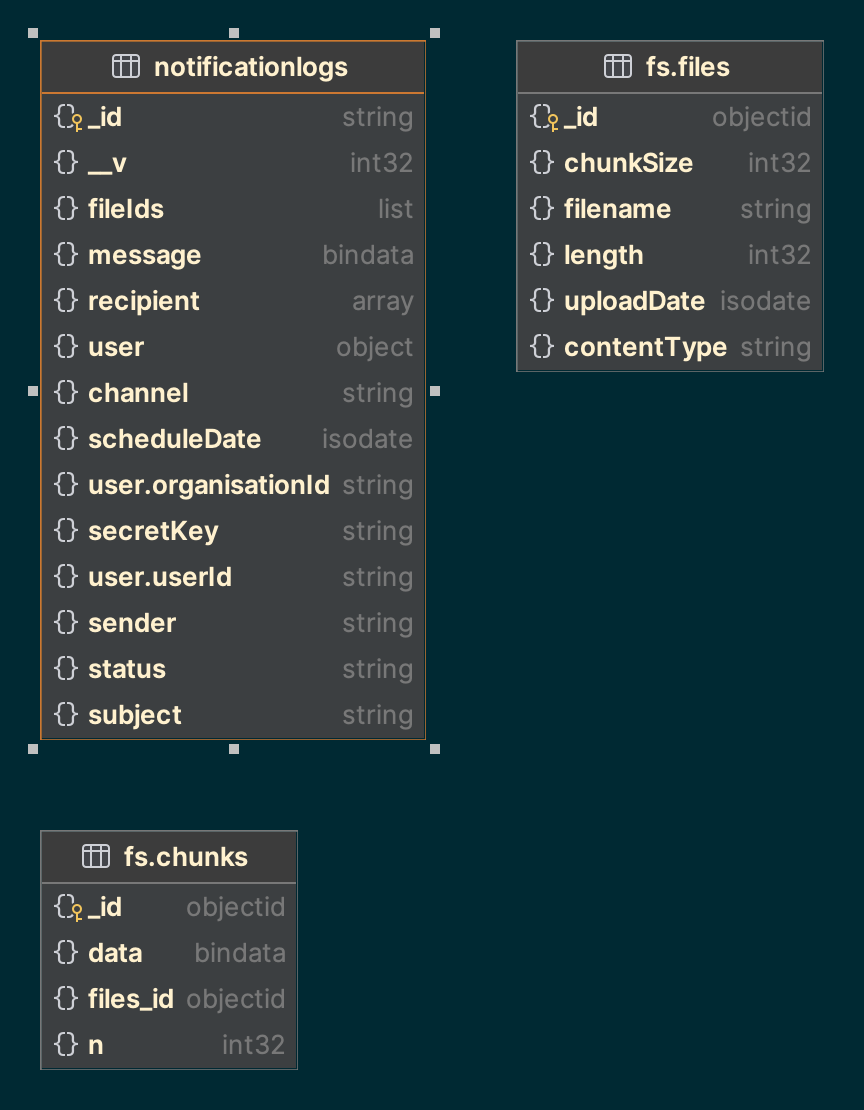 notificationlogs
_id string
__v int32
fileIds list
message bindata
recipient array
user object
channel string
scheduleDate isodate
user.organisationId string
secretKey string
user.userId string
sender string
status string
subject string
fs.files
_id objectid
chunkSize int32
filename string
length int32
uploadDate isodate
contentType string
fs.chunks
_id objectid
data bindata
files_id objectid
n int32